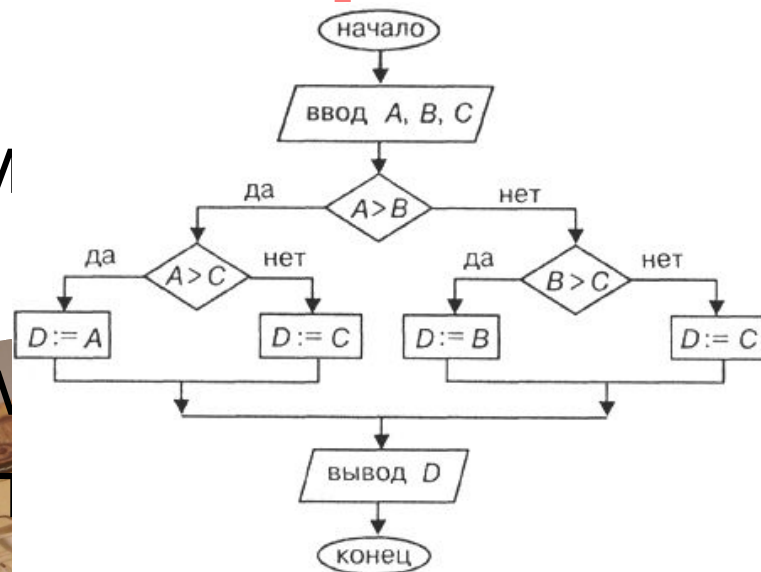 начало
ввод A, B, C
да
A>B
нет
да
A>C
нет
да
B>C
нет
D:= A
D:= C
D:= B
D:= C
вывод D
конец